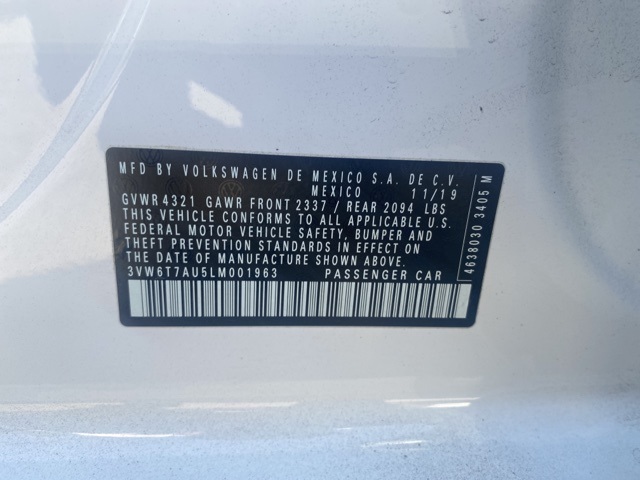 MFD BY VOLKSWAGEN DE MEXICO S.A. DE C.V.
MEXICO 11/19
GVWR 4321 GAWR FRONT 2337 / REAR 2094 LBS
THIS VEHICLE CONFORMS TO ALL APPLICABLE U.S.
FEDERAL MOTOR VEHICLE SAFETY, BUMPER AND
THEFT PREVENTION STANDARDS IN EFFECT ON
THE DATE OF MANUFACTURE SHOWN ABOVE.
3VW6T7AU5LM001963 PASSENGER CAR
4638030 3405 M